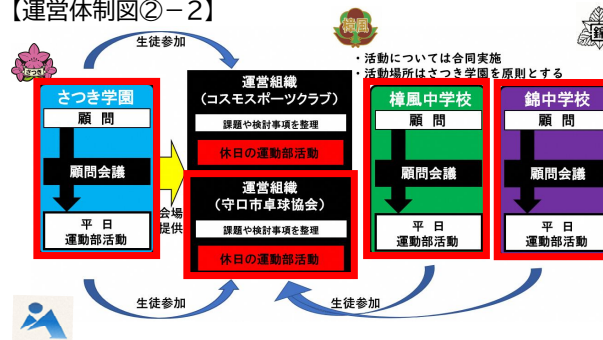 【運営体制図②－2】
生徒参加
・活動については合同実施
・活動場所はさつき学園を原則とする
さつき
樟風
錦
さつき学園
顧 問
顧問会議
平 日
運動部活動
会場
提供
運営組織
（コスモスポーツクラブ）
課題や検討事項を整理
休日の運動部活動
運営組織
（守口市卓球協会）
課題や検討事項を整理
休日の運動部活動
樟風中学校
顧 問
顧問会議
平 日
運動部活動
錦中学校
顧 問
顧問会議
平 日
運動部活動
生徒参加
生徒参加